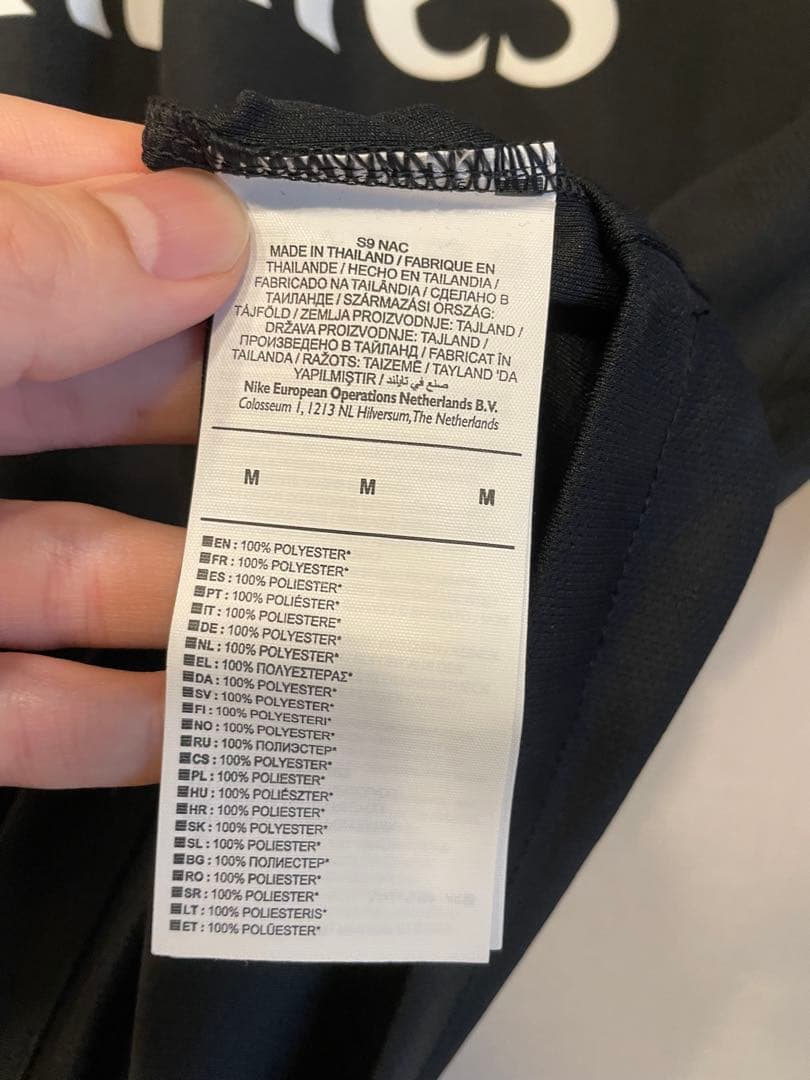 S9 NAC
MADE IN THAILAND / FABRIQUE EN
THAILANDE / HECHO EN TAILANDIA /
FABRICADO NA TAILÂNDIA / СДЕЛАНО В
ТАИЛАНДЕ / SZÁRMAZÁSI ORSZÁG:
TÁJFÖLD / ZEMLJA PROIZVODNJE: TAJLAND /
DRŽAVA PROIZVODNJE: TAJLAND /
ПРОИЗВЕДЕНО В ТАЙЛАНД / FABRICAT ÎN
TAILANDA / RAŽOTS: TAIZEMĒ / TAYLAND 'DA
YAPILMIŞTIR / صنع في تايلند
Nike European Operations Netherlands B.V.
Colosseum 1, 1213 NL Hilversum, The Netherlands
M M M
EN : 100% POLYESTER*
FR : 100% POLYESTER*
ES : 100% POLIESTER*
PT : 100% POLIÉSTER*
IT : 100% POLIESTERE*
DE : 100% POLYESTER*
NL : 100% POLYESTER*
EL : 100% ΠΟΛΥΕΣΤΕΡΑΣ*
DA : 100% POLYESTER*
SV : 100% POLYESTER*
FI : 100% POLYESTERI*
NO : 100% POLYESTER*
RU : 100% ПОЛИЭСТЕР*
CS : 100% POLYESTER*
PL : 100% POLIESTER*
HU : 100% POLIÉSZTER*
HR : 100% POLIESTER*
SK : 100% POLYESTER*
SL : 100% POLIESTER*
BG : 100% ПОЛИЕСТЕР*
RO : 100% POLIESTER*
SR : 100% POLIESTER*
LT : 100% POLIESTERIS*
ET : 100% POLÜESTER*